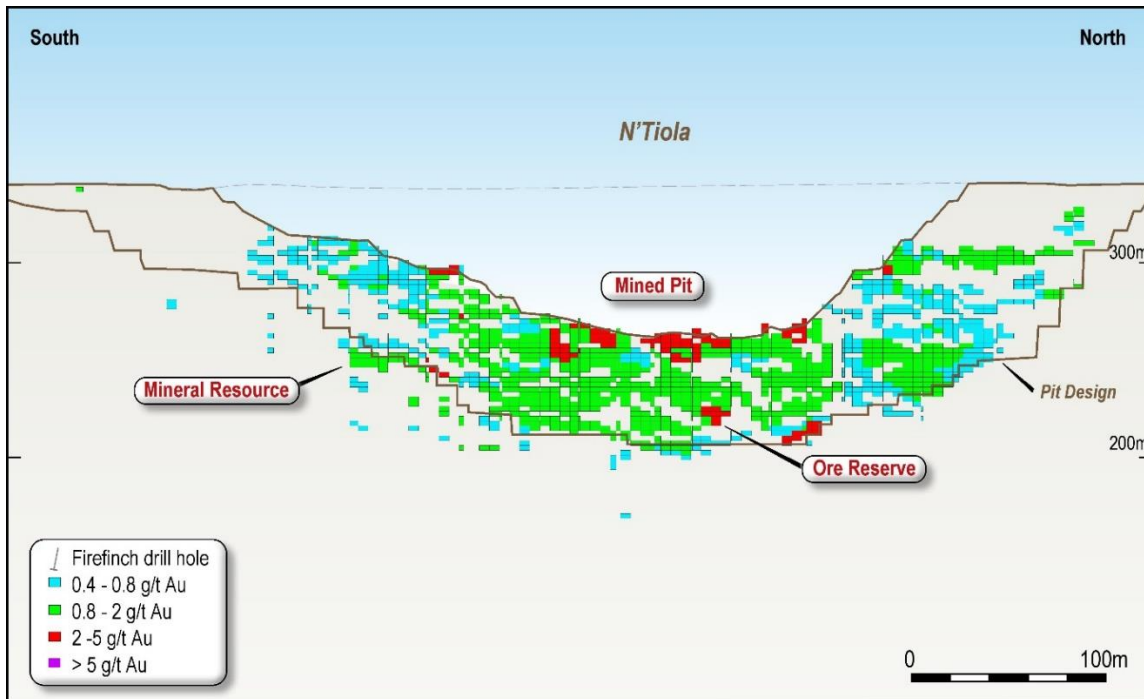 South
North
N'Tiola
300m
Mined Pit
Mineral Resource
Pit Design
200m
Ore Reserve
Firefinch drill hole
0.4 - 0.8 g/t Au
0.8 - 2 g/t Au
2 -5 g/t Au
> 5 g/t Au
0
100m